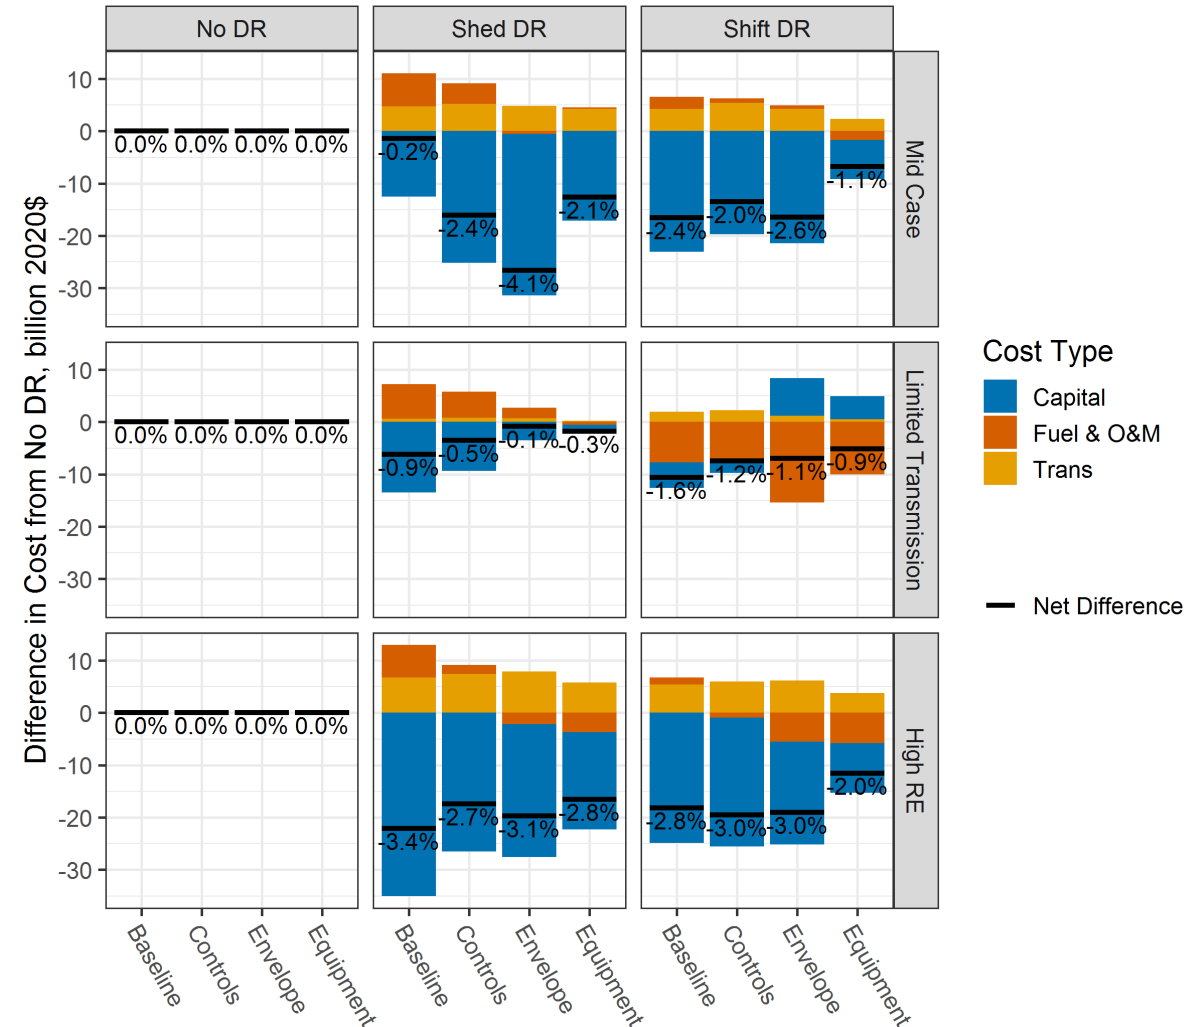 No DR
Shed DR
Shift DR
Difference in Cost from No DR, billion 2020$
10
0
-10
-20
-30
0.0% 0.0% 0.0% 0.0%
-0.2%
-2.4%
-4.1%
-2.1%
-2.4%
-2.0%
-2.6%
-1.1%
Mid Case
10
0
-10
-20
-30
0.0% 0.0% 0.0% 0.0%
-0.9%
-0.5%
-0.1%
-0.3%
-1.6%
-1.2%
-1.1%
-0.9%
Limited Transmission
10
0
-10
-20
-30
0.0% 0.0% 0.0% 0.0%
-3.4%
-2.7%
-3.1%
-2.8%
-2.8%
-3.0%
-3.0%
-2.0%
High RE
Baseline
Controls
Envelope
Equipment
Baseline
Controls
Envelope
Equipment
Baseline
Controls
Envelope
Equipment
Cost Type
Capital
Fuel & O&M
Trans
Net Difference